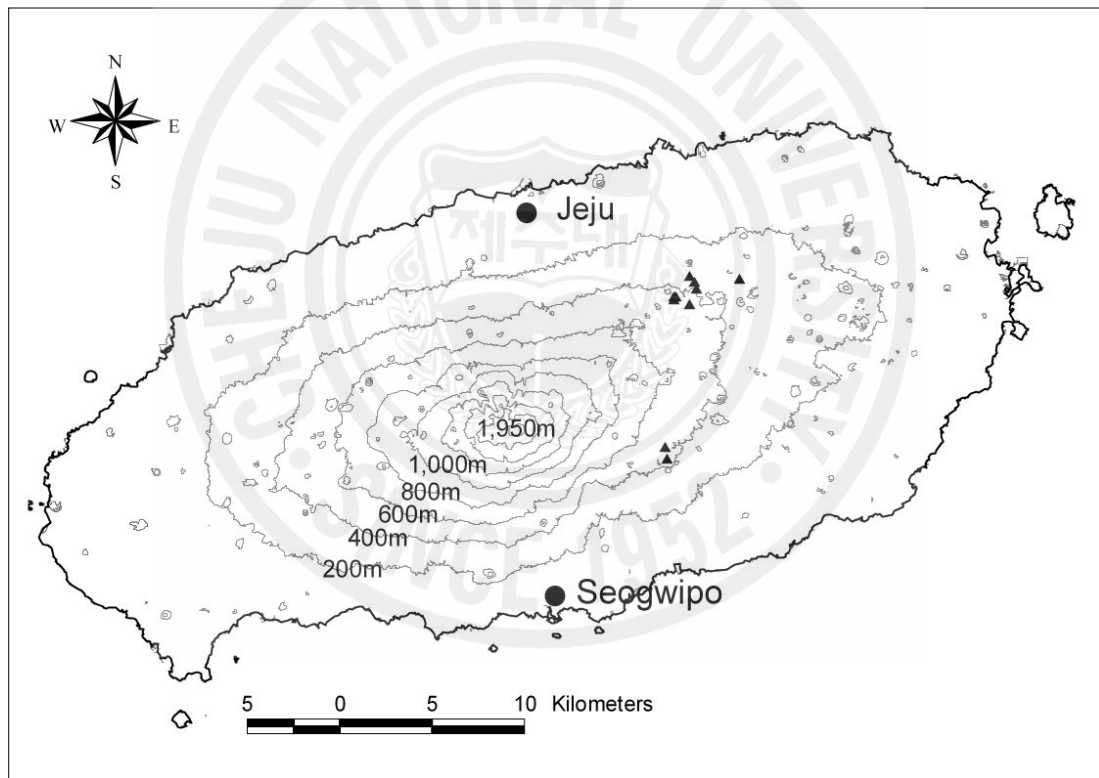 CHEJU NATIONAL UNIVERSITY
N
W E
S
Jeju
제주대
1,950m
1,000m
800m
600m
400m
200m
SINCE 1952
Seogwipo
5 0 5 10 Kilometers